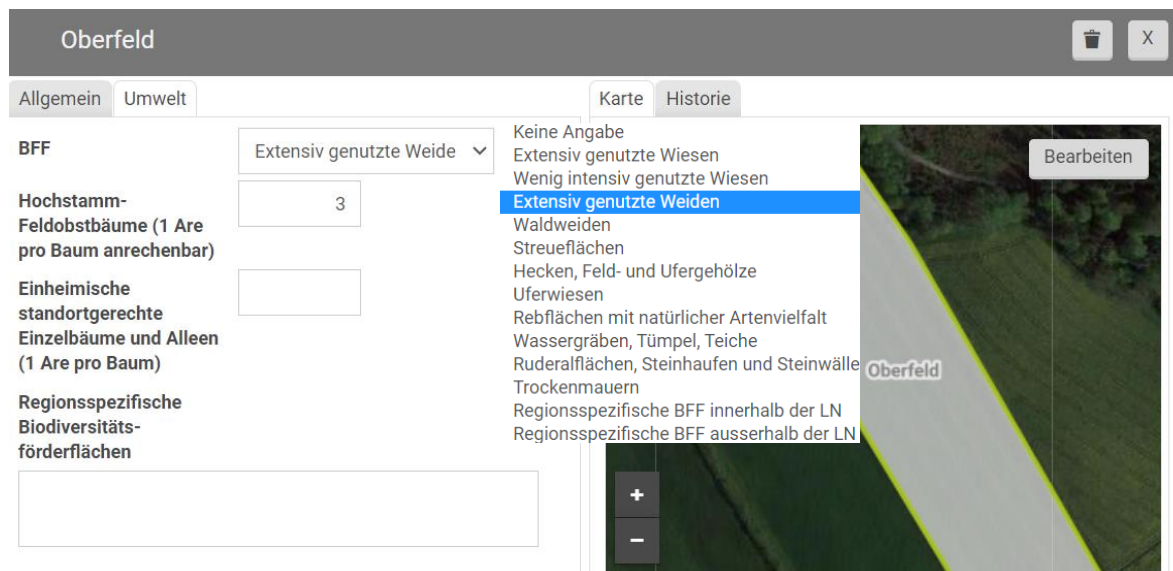 Oberfeld
X
Allgemein
Umwelt
Karte
Historie
BFF
Extensiv genutzte Weide
Hochstamm-
Feldobstbäume (1 Are
pro Baum anrechenbar)
3
Einheimische
standortgerechte
Einzelbäume und Alleen
(1 Are pro Baum)
Regionsspezifische
Biodiversitäts-
förderflächen
Keine Angabe
Extensiv genutzte Wiesen
Wenig intensiv genutzte Wiesen
Extensiv genutzte Weiden
Waldweiden
Streueflächen
Hecken, Feld- und Ufergehölze
Uferwiesen
Rebflächen mit natürlicher Artenvielfalt
Wassergräben, Tümpel, Teiche
Ruderalflächen, Steinhaufen und Steinwälle
Trockenmauern
Regionsspezifische BFF innerhalb der LN
Regionsspezifische BFF ausserhalb der LN
Bearbeiten
Oberfeld
+
−